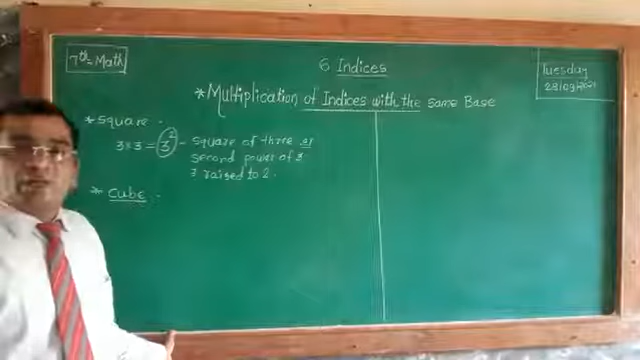 7th Math
6 Indices
Tuesday
*Multiplication of Indices with the same Base
* Square -
3×3 = 3² - square of three or
second power of 3
3 raised to 2.
* Cube -